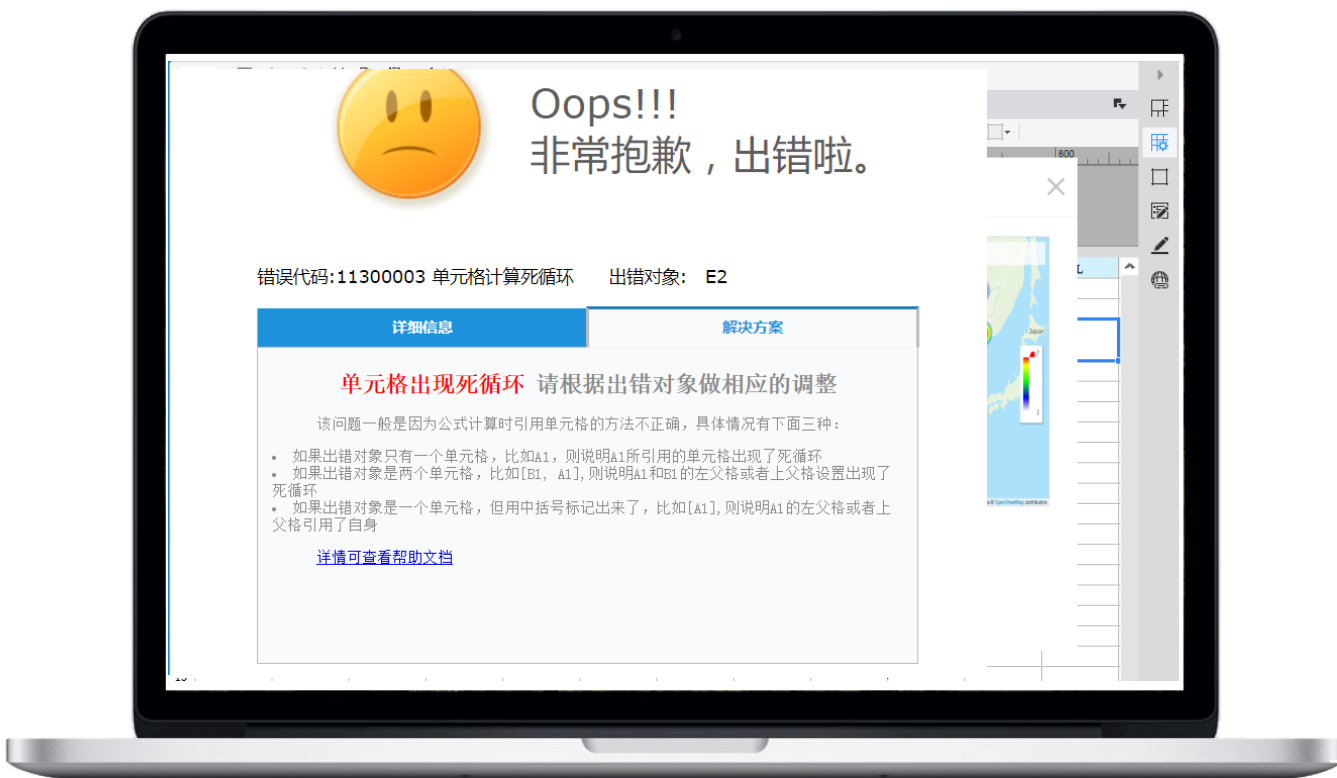 Oops!!!
非常抱歉，出错啦。
800
错误代码:11300003 单元格计算死循环 出错对象: E2
L
详细信息 解决方案
Japan
7
3
单元格出现死循环 请根据出错对象做相应的调整
该问题一般是因为公式计算时引用单元格的方法不正确，具体情况有下面三种：
• 如果出错对象只有一个单元格，比如A1，则说明A1所引用的单元格出现了死循环
• 如果出错对象是两个单元格，比如[B1, A1],则说明A1和B1的左父格或者上父格设置出现了
死循环
• 如果出错对象是一个单元格，但用中括号标记出来了，比如[A1],则说明A1的左父格或者上
父格引用了自身
© OpenStreetMap contributors
详情可查看帮助文档